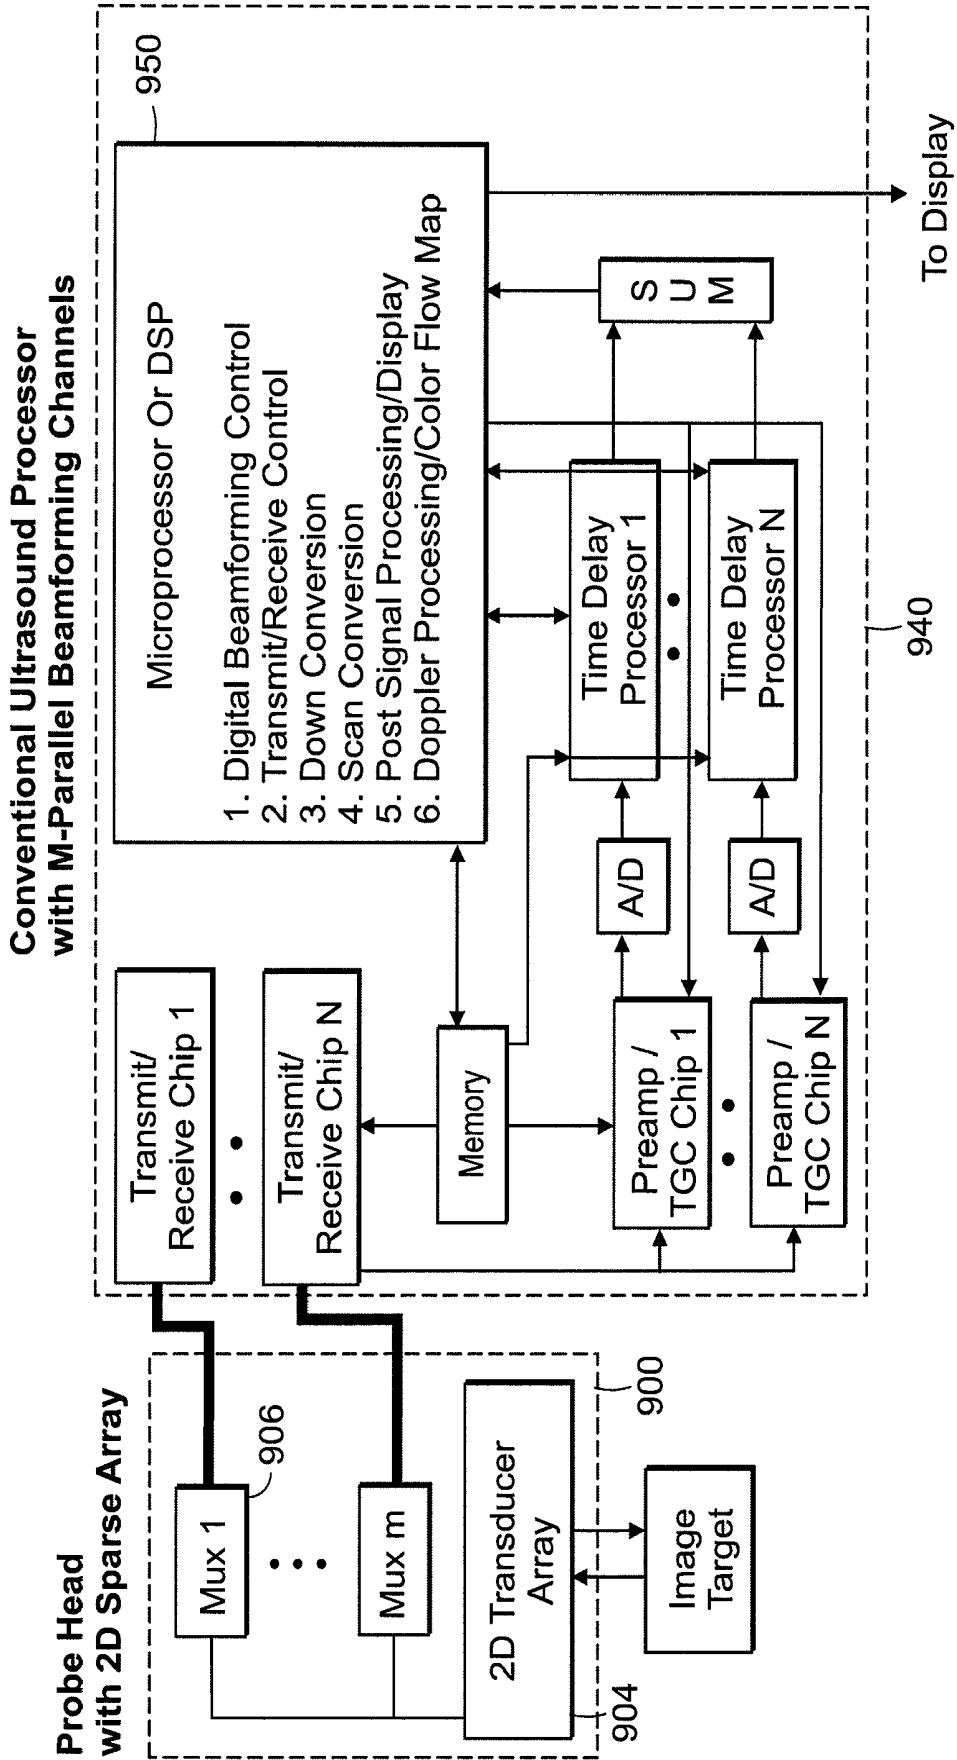 Probe Head
with 2D Sparse Array
Mux 1
906
Mux m
2D Transducer
Array
904
900
Image
Target
Conventional Ultrasound Processor
with M-Parallel Beamforming Channels
Transmit/
Receive Chip 1
Transmit/
Receive Chip N
Memory
Preamp /
TGC Chip 1
Preamp /
TGC Chip N
A/D
A/D
Time Delay
Processor 1
Time Delay
Processor N
SUM
950
Microprocessor Or DSP
1. Digital Beamforming Control
2. Transmit/Receive Control
3. Down Conversion
4. Scan Conversion
5. Post Signal Processing/Display
6. Doppler Processing/Color Flow Map
940
To Display